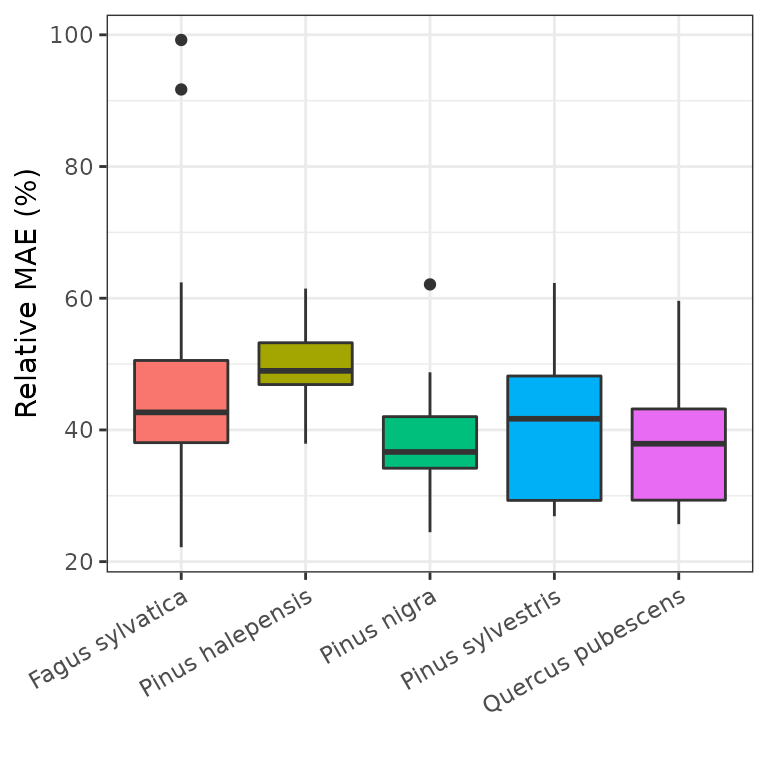 Relative MAE (%)
100
80
60
40
20
Fagus sylvatica
Pinus halepensis
Pinus nigra
Pinus sylvestris
Quercus pubescens